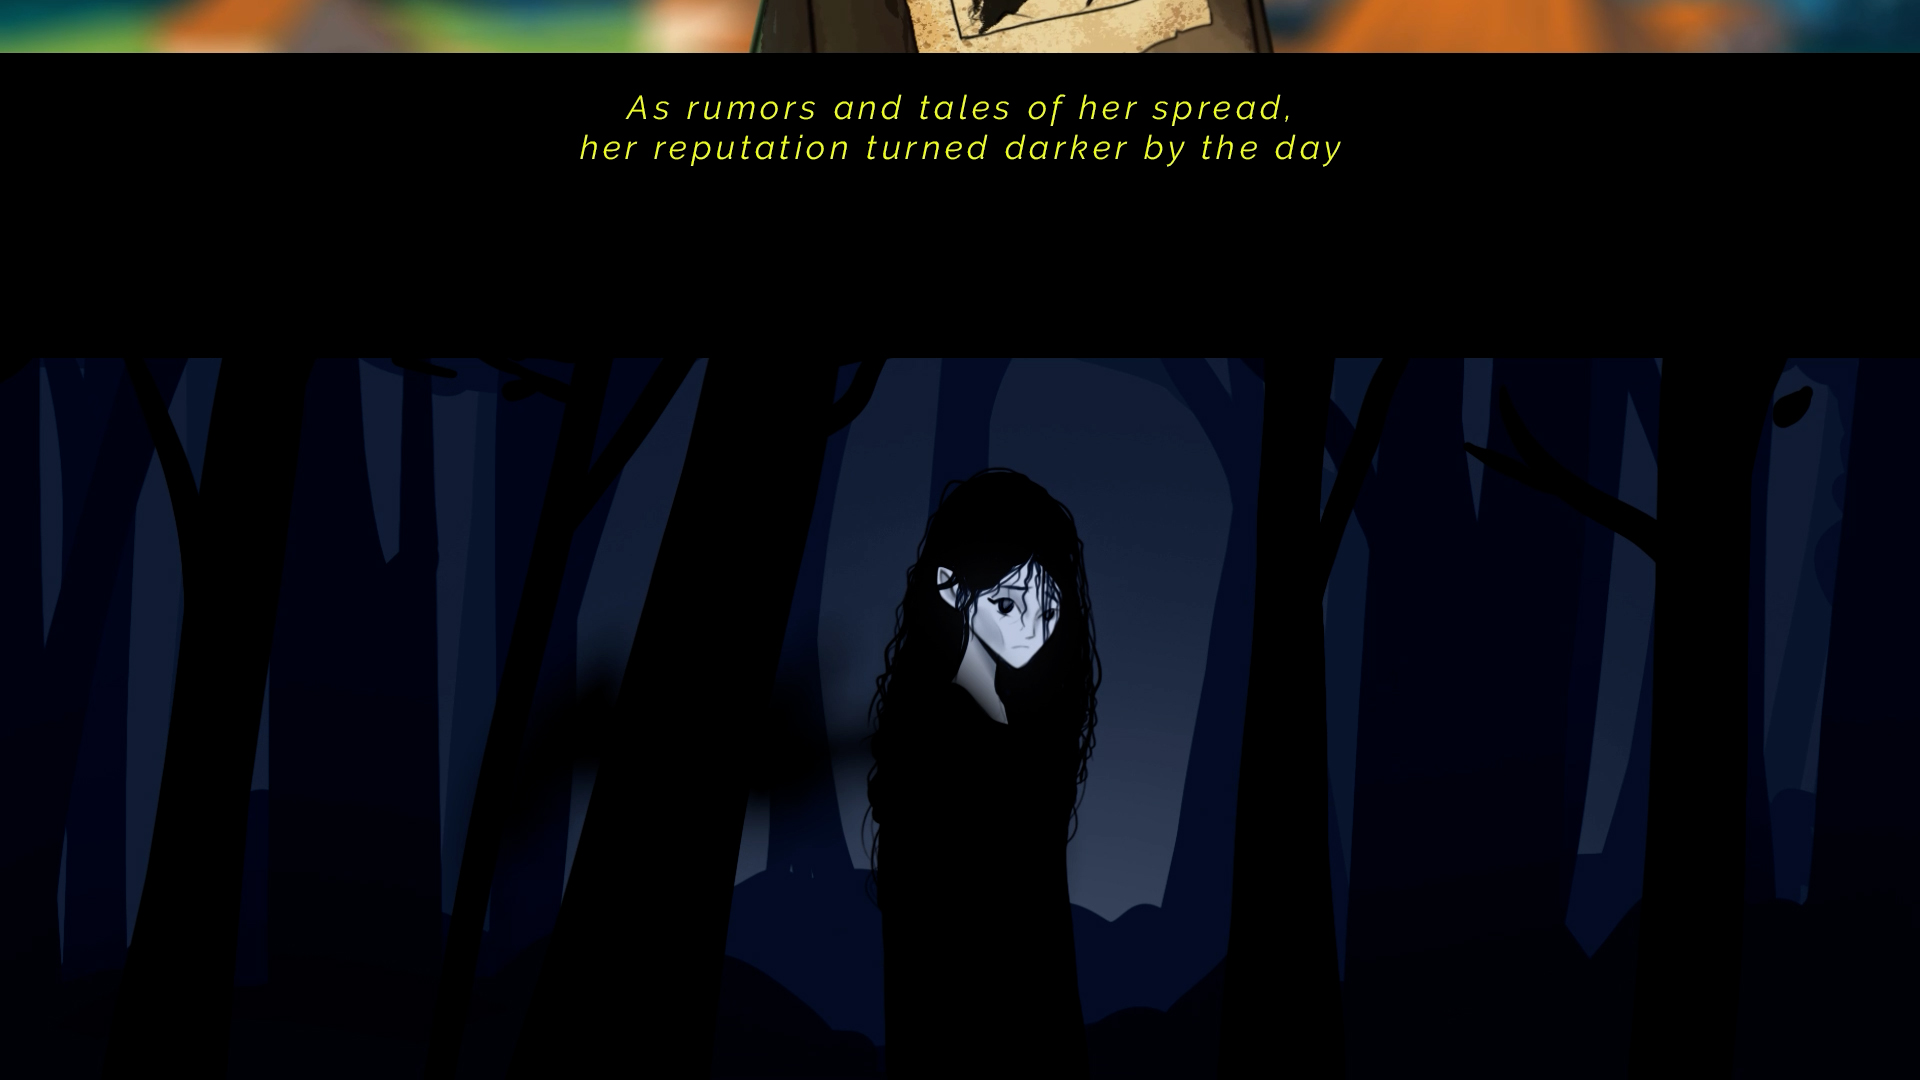 As rumors and tales of her spread,
her reputation turned darker by the day